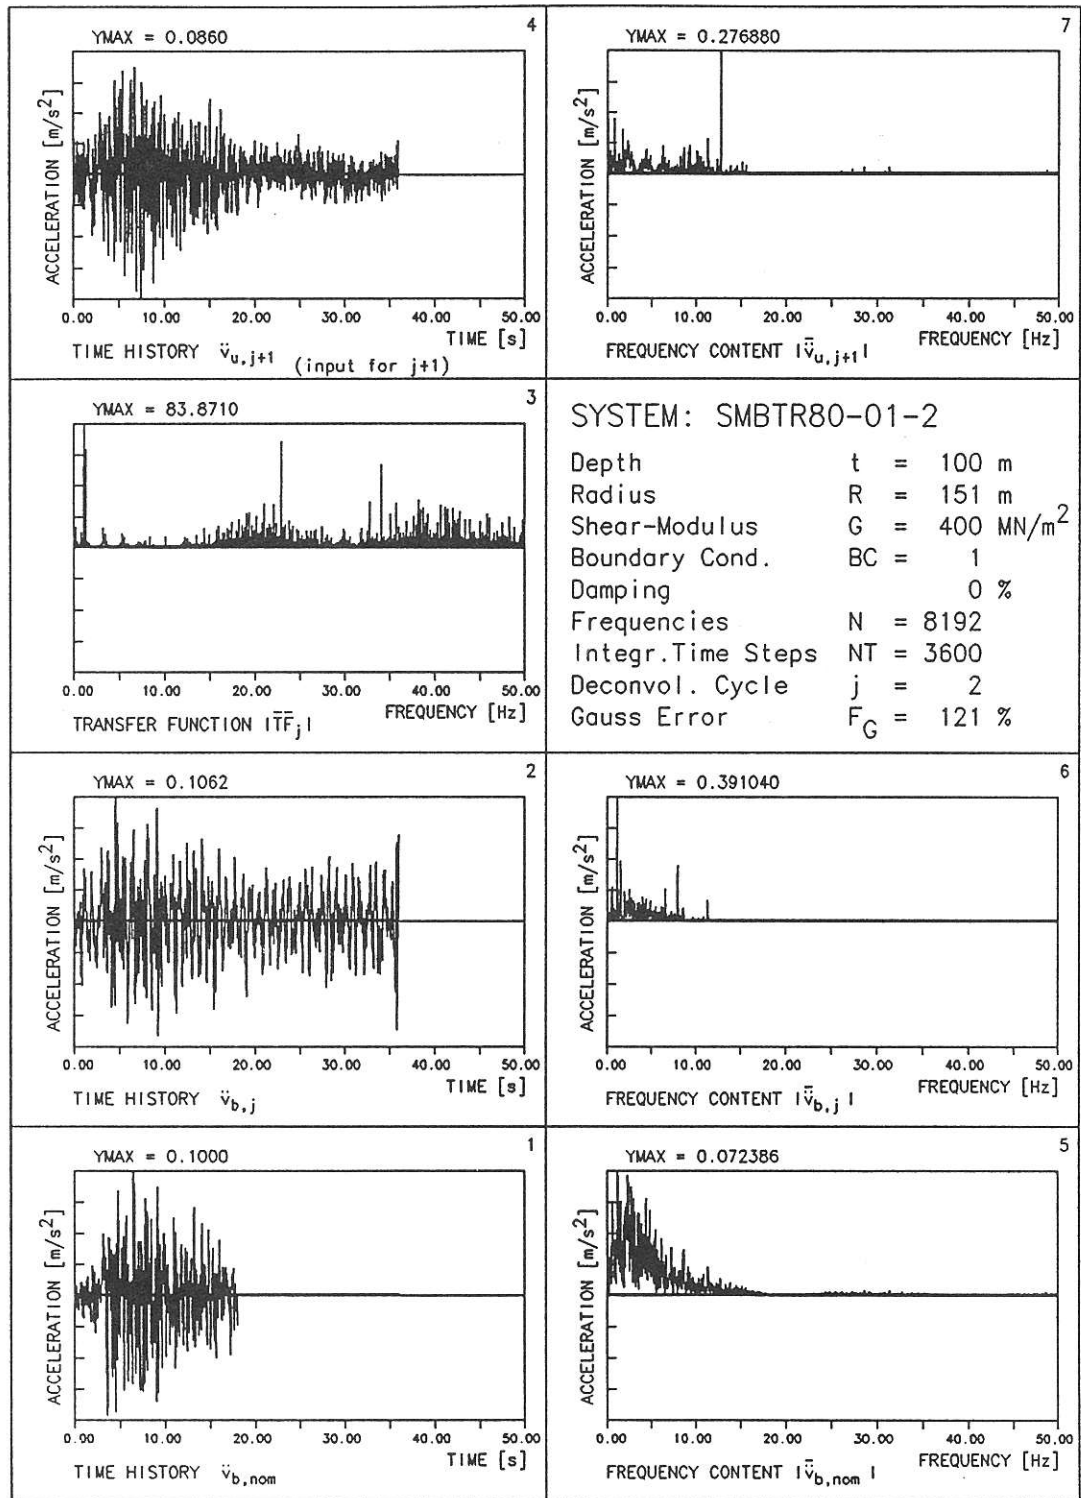 4
YMAX = 0.0860
ACCELERATION [m/s²]
0.00 10.00 20.00 30.00 40.00 50.00
TIME [s]
TIME HISTORY v̈u,j+1 (input for j+1)
7
YMAX = 0.276880
ACCELERATION [m/s²]
0.00 10.00 20.00 30.00 40.00 50.00
FREQUENCY [Hz]
FREQUENCY CONTENT |v̈̄u,j+1|
3
YMAX = 83.8710
0.00 10.00 20.00 30.00 40.00 50.00
FREQUENCY [Hz]
TRANSFER FUNCTION |T̄F̄j|
SYSTEM: SMBTR80-01-2
Depth t = 100 m
Radius R = 151 m
Shear-Modulus G = 400 MN/m²
Boundary Cond. BC = 1
Damping 0 %
Frequencies N = 8192
Integr.Time Steps NT = 3600
Deconvol. Cycle j = 2
Gauss Error FG = 121 %
2
YMAX = 0.1062
ACCELERATION [m/s²]
0.00 10.00 20.00 30.00 40.00 50.00
TIME [s]
TIME HISTORY v̈b,j
6
YMAX = 0.391040
ACCELERATION [m/s²]
0.00 10.00 20.00 30.00 40.00 50.00
FREQUENCY [Hz]
FREQUENCY CONTENT |v̈̄b,j|
1
YMAX = 0.1000
ACCELERATION [m/s²]
0.00 10.00 20.00 30.00 40.00 50.00
TIME [s]
TIME HISTORY v̈b,nom
5
YMAX = 0.072386
ACCELERATION [m/s²]
0.00 10.00 20.00 30.00 40.00 50.00
FREQUENCY [Hz]
FREQUENCY CONTENT |v̈̄b,nom|